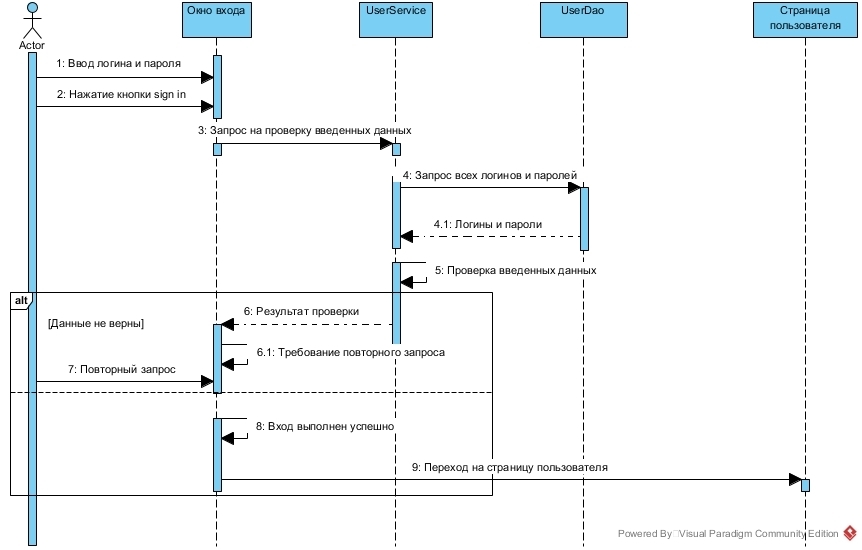 Окно входа
UserService
UserDao
Страница
пользователя
Actor
1: Ввод логина и пароля
2: Нажатие кнопки sign in
3: Запрос на проверку введенных данных
4: Запрос всех логинов и паролей
4.1: Логины и пароли
5: Проверка введенных данных
alt
6: Результат проверки
[Данные не верны]
6.1: Требование повторного запроса
7: Повторный запрос
8: Вход выполнен успешно
9: Переход на страницу пользователя
Powered By Visual Paradigm Community Edition